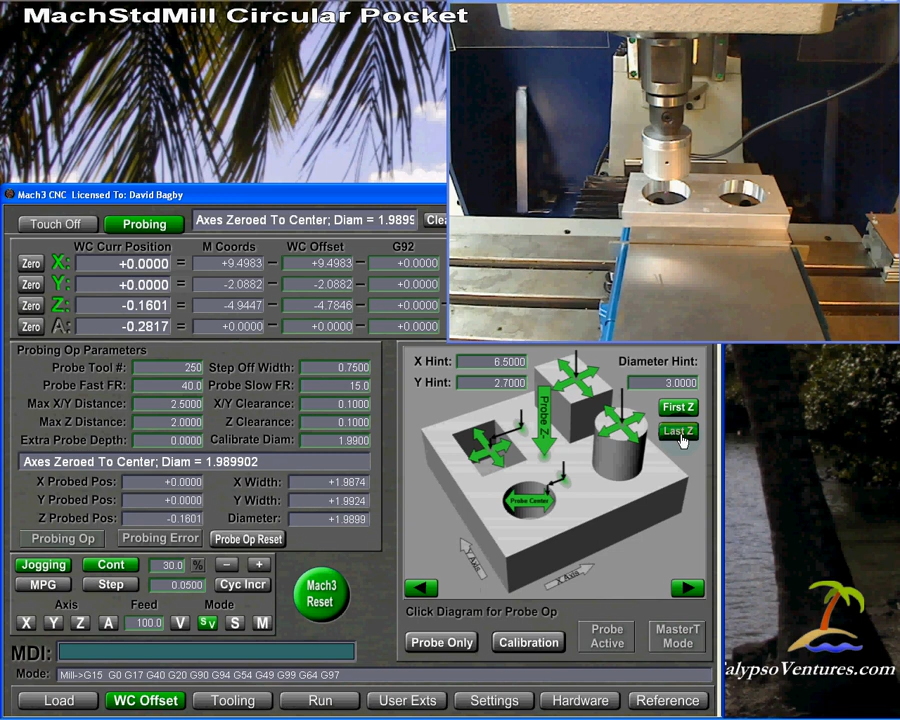 MachStdMill Circular Pocket
Mach3 CNC Licensed To: David Bagby
Touch Off Probing Axes Zeroed To Center; Diam = 1.9899 Clea
WC Curr Position M Coords WC Offset G92
Zero X: +0.0000 = +9.4983 − +9.4983 − +0.0000
Zero Y: +0.0000 = -2.0882 − -2.0882 − +0.0000
Zero Z: -0.1601 = -4.9447 − -4.7846 − +0.0000
Zero A: -0.2817 = +0.0000 − +0.0000 − +0.0000
Probing Op Parameters
Probe Tool #: 250 Step Off Width: 0.7500
Probe Fast FR: 40.0 Probe Slow FR: 15.0
Max X/Y Distance: 2.5000 X/Y Clearance: 0.1000
Max Z Distance: 2.0000 Z Clearance: 0.1000
Extra Probe Depth: 0.0000 Calibrate Diam: 1.9900
Axes Zeroed To Center; Diam = 1.989902
X Probed Pos: +0.0000 X Width: +1.9874
Y Probed Pos: +0.0000 Y Width: +1.9924
Z Probed Pos: -0.1601 Diameter: +1.9899
Probing Op Probing Error Probe Op Reset
X Hint: 6.5000 Diameter Hint:
Y Hint: 2.7000 3.0000
First Z
Last Z
Probe Z-
Probe Center
Y Axis
X Axis
Click Diagram for Probe Op
Probe Only Calibration Probe Active MasterT Mode
Jogging Cont 30.0 % − +
MPG Step 0.0500 Cyc Incr
Axis Feed Mode
X Y Z A 100.0 V SV S M
Mach3 Reset
MDI:
Mode: Mill->G15 G0 G17 G40 G20 G90 G94 G54 G49 G99 G64 G97
Load WC Offset Tooling Run User Exts Settings Hardware Reference
alypsoVentures.com